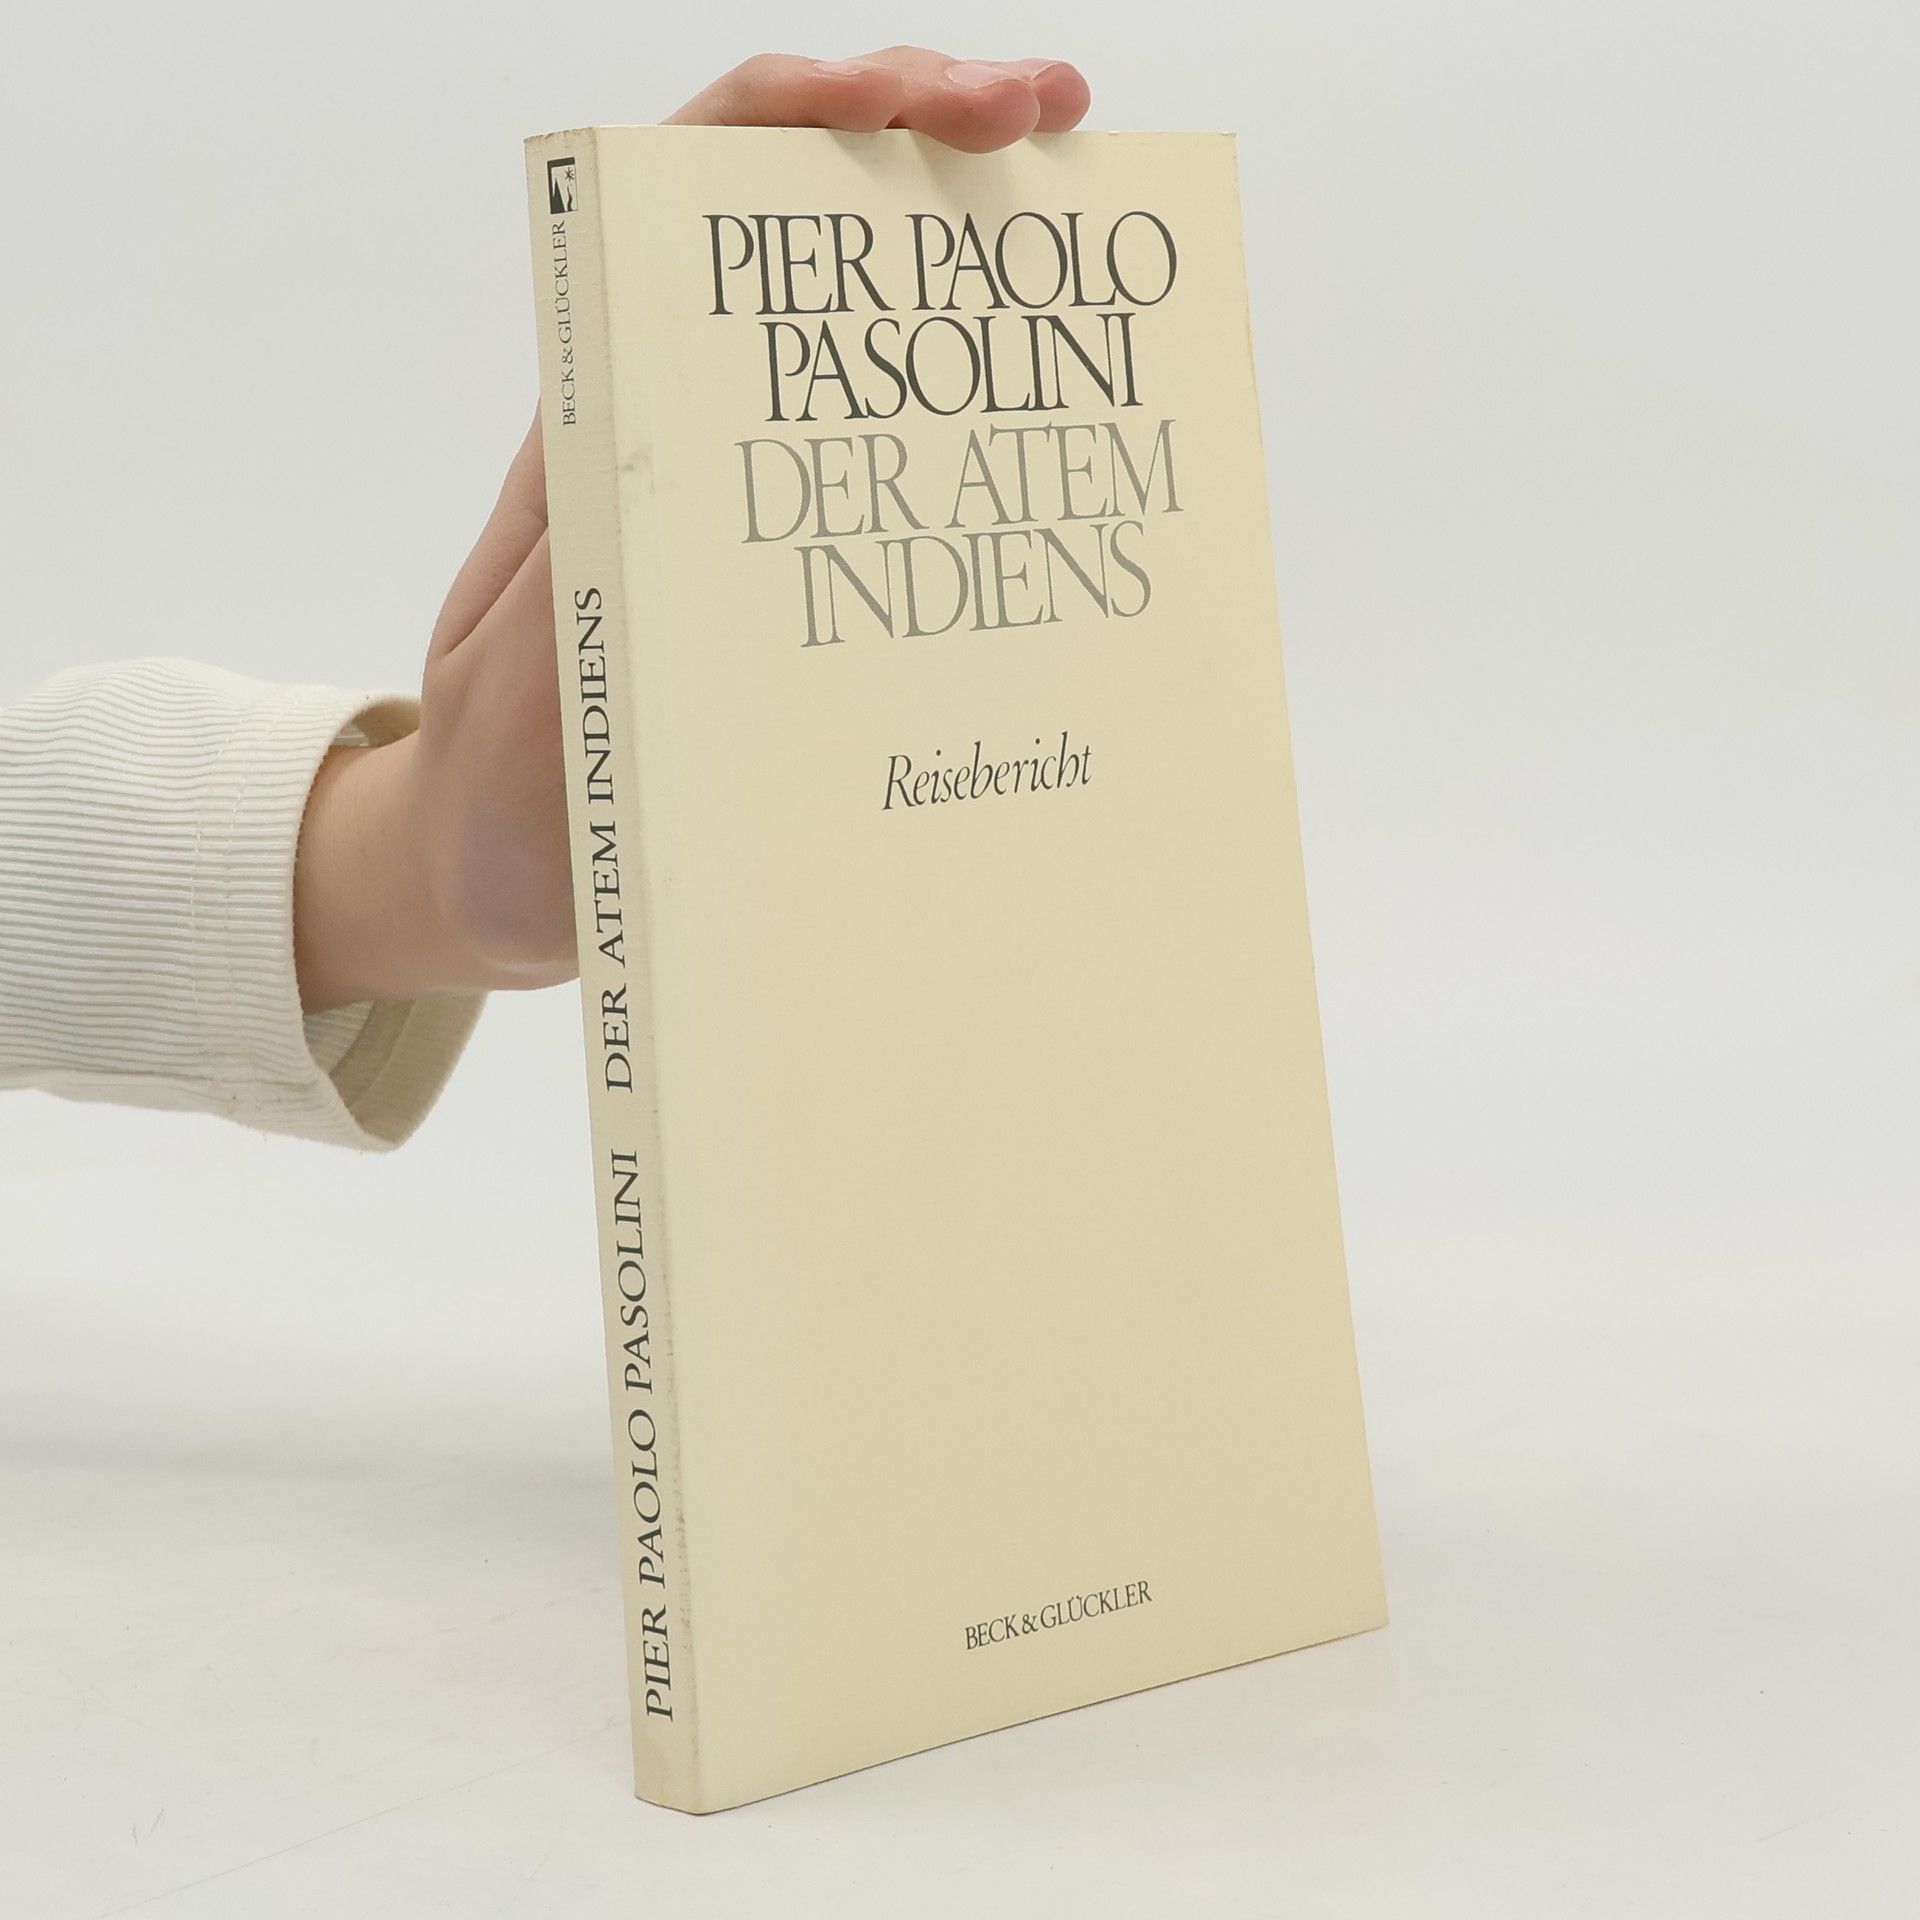 PIER PAOLO
PASOLINI
DER ATEM
INDIENS
Reisebericht
BECK & GLÜCKLER
PIER PAOLO PASOLINI DER ATEM INDIENS BECK & GLÜCKLER